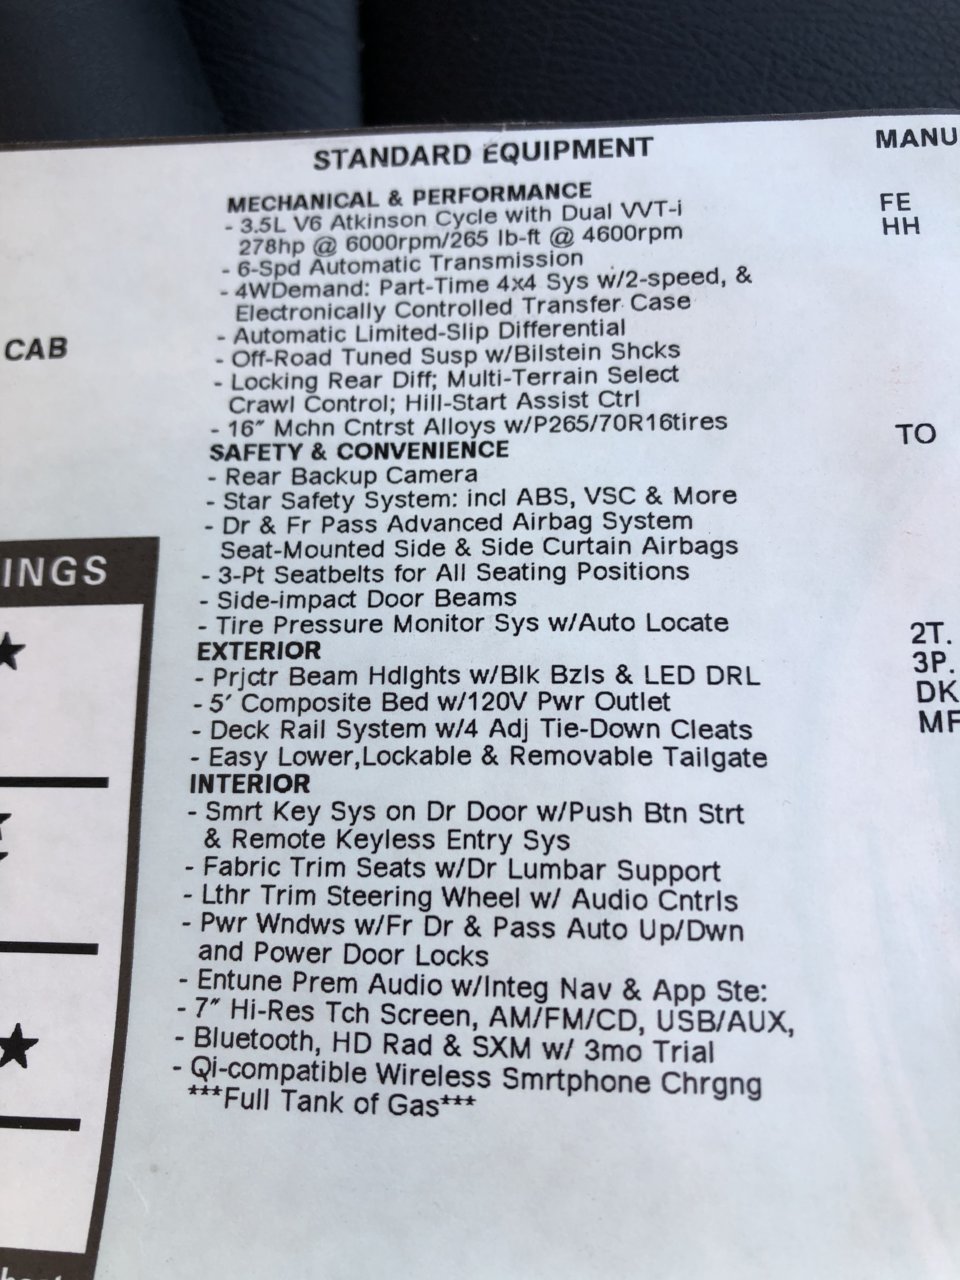 STANDARD EQUIPMENT
MECHANICAL & PERFORMANCE
- 3.5L V6 Atkinson Cycle with Dual VVT-i
278hp @ 6000rpm/265 lb-ft @ 4600rpm
- 6-Spd Automatic Transmission
- 4WDemand: Part-Time 4x4 Sys w/2-speed, &
Electronically Controlled Transfer Case
- Automatic Limited-Slip Differential
- Off-Road Tuned Susp w/Bilstein Shcks
- Locking Rear Diff; Multi-Terrain Select
Crawl Control; Hill-Start Assist Ctrl
- 16″ Mchn Cntrst Alloys w/P265/70R16tires
SAFETY & CONVENIENCE
- Rear Backup Camera
- Star Safety System: incl ABS, VSC & More
- Dr & Fr Pass Advanced Airbag System
Seat-Mounted Side & Side Curtain Airbags
- 3-Pt Seatbelts for All Seating Positions
- Side-impact Door Beams
- Tire Pressure Monitor Sys w/Auto Locate
EXTERIOR
- Prjctr Beam Hdlghts w/Blk Bzls & LED DRL
- 5′ Composite Bed w/120V Pwr Outlet
- Deck Rail System w/4 Adj Tie-Down Cleats
- Easy Lower,Lockable & Removable Tailgate
INTERIOR
- Smrt Key Sys on Dr Door w/Push Btn Strt
& Remote Keyless Entry Sys
- Fabric Trim Seats w/Dr Lumbar Support
- Lthr Trim Steering Wheel w/ Audio Cntrls
- Pwr Wndws w/Fr Dr & Pass Auto Up/Dwn
and Power Door Locks
- Entune Prem Audio w/Integ Nav & App Ste:
- 7″ Hi-Res Tch Screen, AM/FM/CD, USB/AUX,
- Bluetooth, HD Rad & SXM w/ 3mo Trial
- Qi-compatible Wireless Smrtphone Chrgng
***Full Tank of Gas***
CAB
INGS
MANU
FE
HH
TO
2T.
3P.
DK
MF